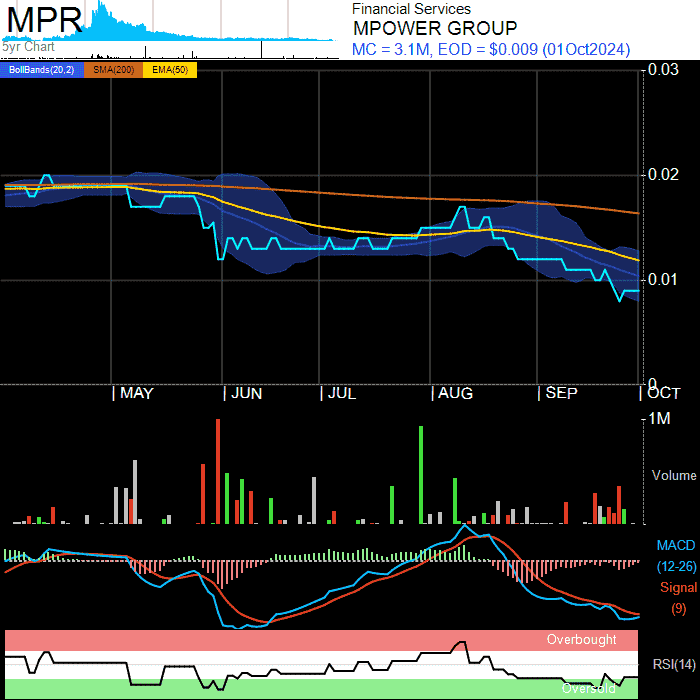 MPR
5yr Chart
Financial Services
MPOWER GROUP
MC = 3.1M, EOD = $0.009 (01Oct2024)
BollBands(20,2) SMA(200) EMA(50)
0.03
0.02
0.01
0
MAY JUN JUL AUG SEP OCT
1M
Volume
MACD
(12-26)
Signal
(9)
Overbought
RSI(14)
Oversold